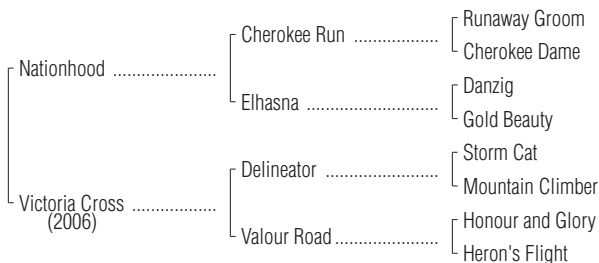 Runaway Groom
Cherokee Run ..................
Cherokee Dame
Nationhood ......................
Danzig
Elhasna ............................
Gold Beauty
Storm Cat
Delineator ........................
Mountain Climber
Victoria Cross ..................
(2006)
Honour and Glory
Valour Road......................
Heron's Flight